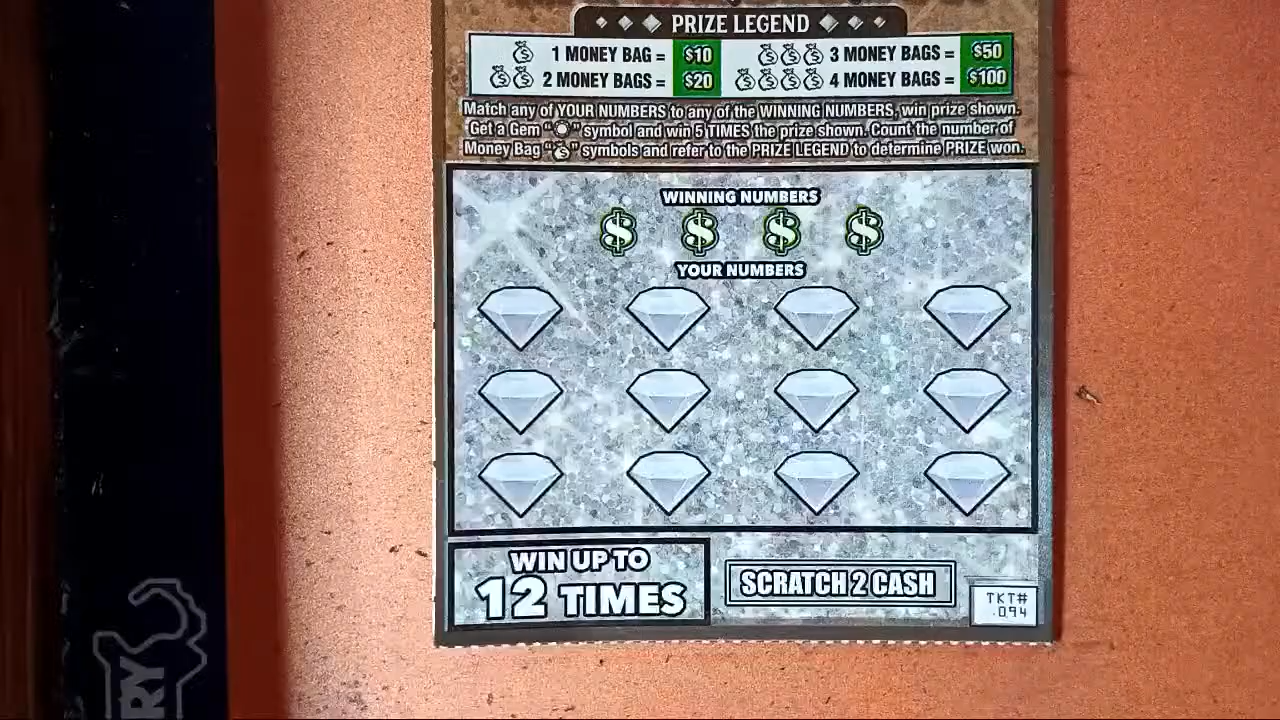 PRIZE LEGEND
1 MONEY BAG = $10
3 MONEY BAGS = $50
2 MONEY BAGS = $20
4 MONEY BAGS = $100
Match any of YOUR NUMBERS to any of the WINNING NUMBERS, win prize shown.
Get a Gem " " symbol and win 5 TIMES the prize shown. Count the number of
Money Bag " " symbols and refer to the PRIZE LEGEND to determine PRIZE won.
WINNING NUMBERS
$ $ $ $
YOUR NUMBERS
WIN UP TO
12 TIMES
SCRATCH 2 CASH
TKT#
.094
RY